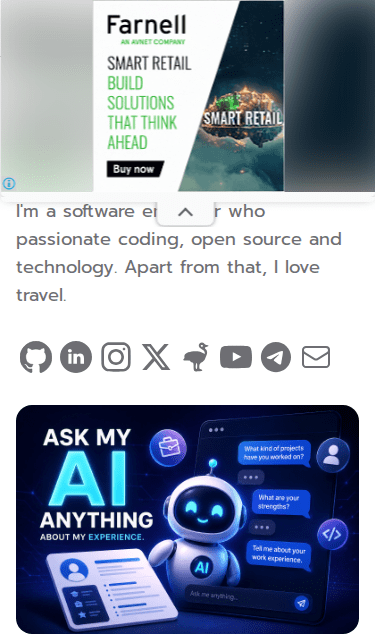 Farnell
AN AVNET COMPANY
SMART RETAIL
BUILD
SOLUTIONS
THAT THINK
AHEAD
Buy now
SMART RETAIL
I'm a software who
passionate coding, open source and
technology. Apart from that, I love
travel.
ASK MY
AI
ANYTHING
ABOUT MY EXPERIENCE.
What kind of projects
have you worked on?
What are your
strengths?
Tell me about your
work experience.
AI
Ask me anything...